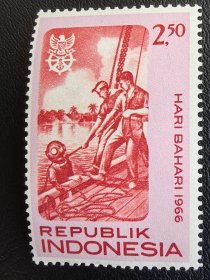 2,50
HARI BAHARI 1966
REPUBLIK
INDONESIA